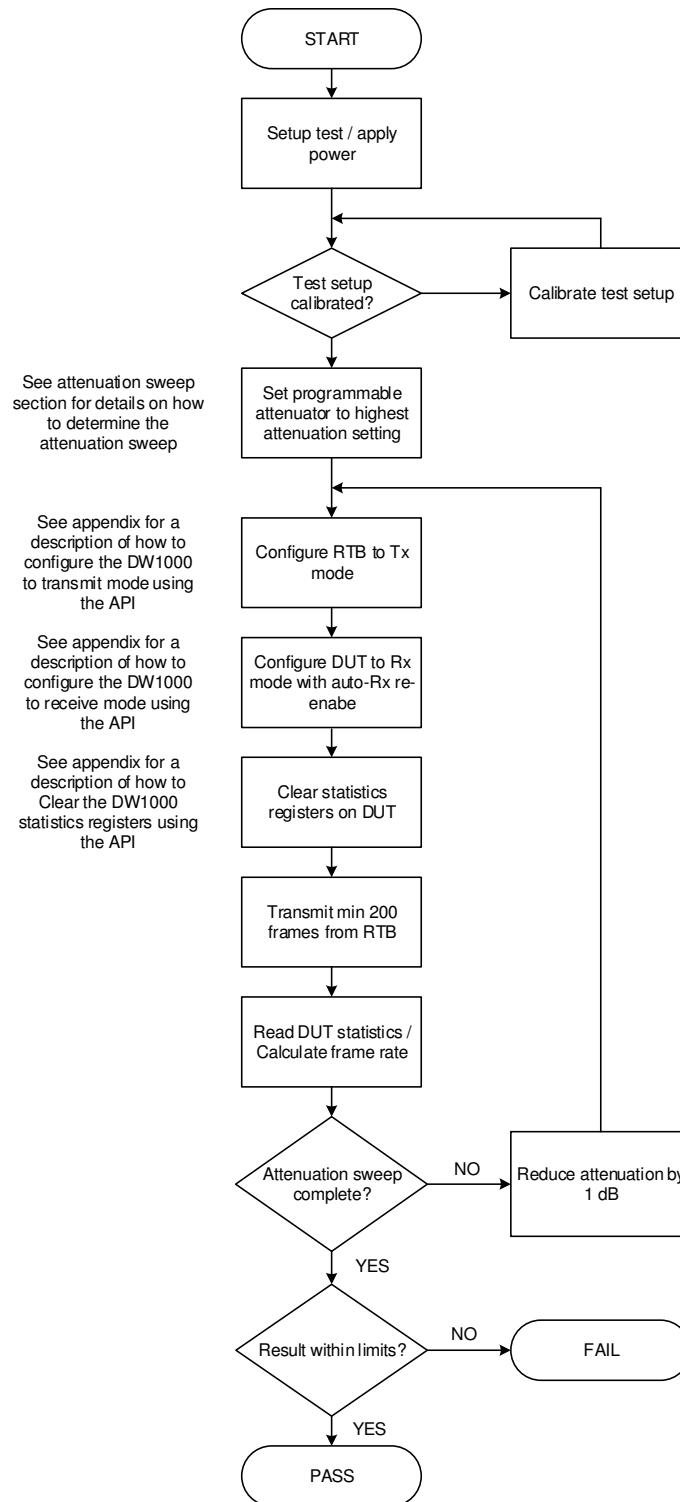 START
Setup test / apply
power
Test setup
calibrated?
Calibrate test setup
See attenuation sweep
section for details on how
to determine the
attenuation sweep
Set programmable
attenuator to highest
attenuation setting
See appendix for a
description of how to
configure the DW1000
to transmit mode using
the API
Configure RTB to Tx
mode
See appendix for a
description of how to
configure the DW1000
to receive mode using
the API
Configure DUT to Rx
mode with auto-Rx re-
enabe
See appendix for a
description of how to
Clear the DW1000
statistics registers using
the API
Clear statistics
registers on DUT
Transmit min 200
frames from RTB
Read DUT statistics /
Calculate frame rate
Attenuation sweep
complete?
NO
Reduce attenuation by
1 dB
YES
Result within limits?
NO
FAIL
YES
PASS